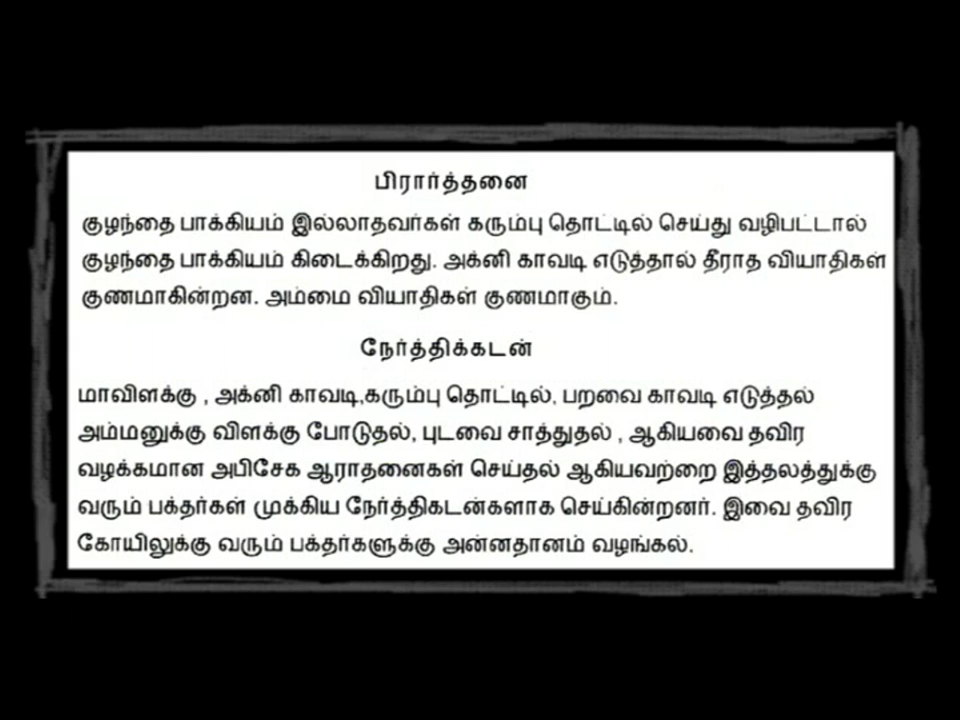 பிரார்த்தனை
குழந்தை பாக்கியம் இல்லாதவர்கள் கரும்பு தொட்டில் செய்து வழிபட்டால்
குழந்தை பாக்கியம் கிடைக்கிறது. அக்னி காவடி எடுத்தால் தீராத வியாதிகள்
குணமாகின்றன. அம்மை வியாதிகள் குணமாகும்.
நேர்த்திக்கடன்
மாவிளக்கு , அக்னி காவடி,கரும்பு தொட்டில், பறவை காவடி எடுத்தல்
அம்மனுக்கு விளக்கு போடுதல், புடவை சாத்துதல் , ஆகியவை தவிர
வழக்கமான அபிசேக ஆராதனைகள் செய்தல் ஆகியவற்றை இத்தலத்துக்கு
வரும் பக்தர்கள் முக்கிய நேர்த்திகடன்களாக செய்கின்றனர். இவை தவிர
கோயிலுக்கு வரும் பக்தர்களுக்கு அன்னதானம் வழங்கல்.